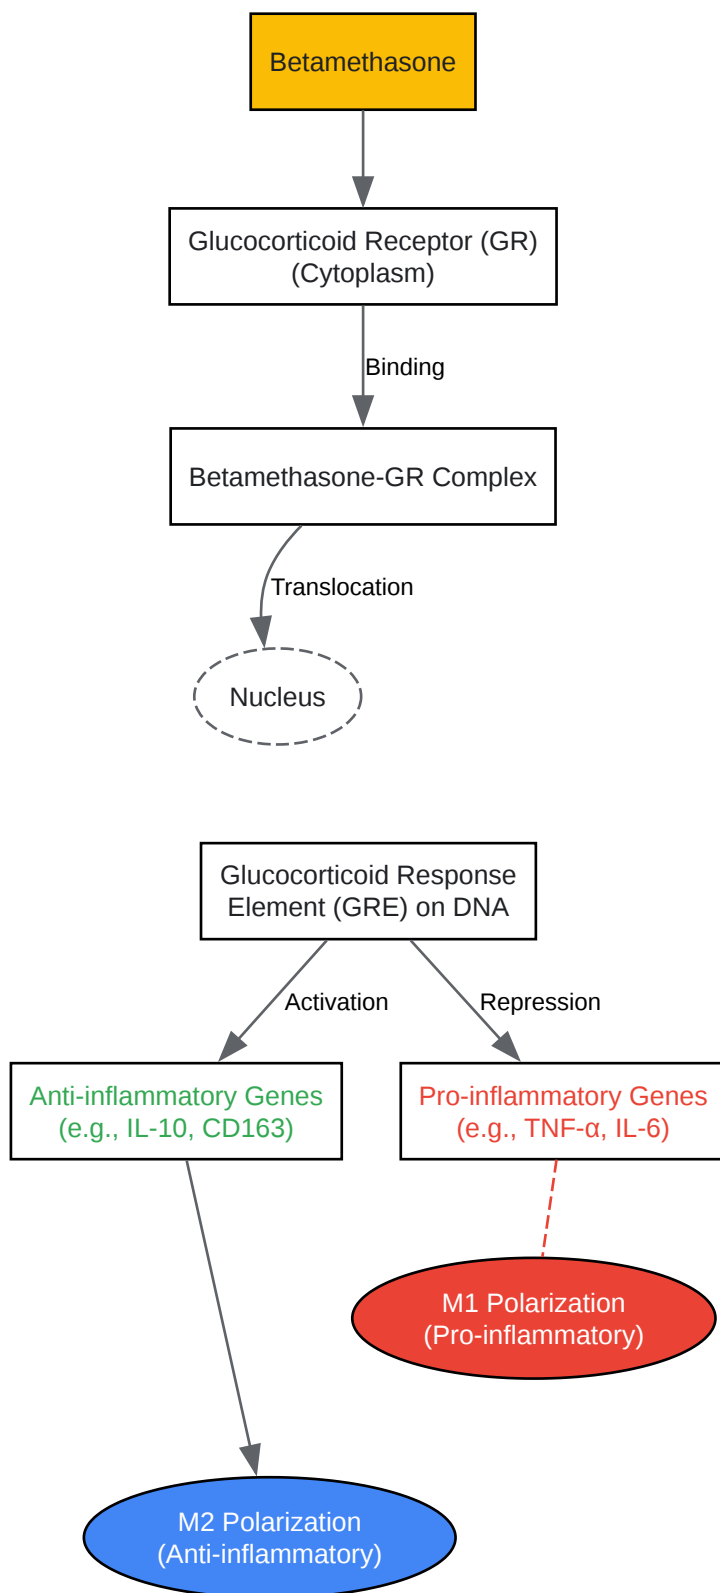 Betamethasone
Glucocorticoid Receptor (GR)
(Cytoplasm)
Binding
Betamethasone-GR Complex
Translocation
Nucleus
Glucocorticoid Response
Element (GRE) on DNA
Activation
Repression
Anti-inflammatory Genes
(e.g., IL-10, CD163)
Pro-inflammatory Genes
(e.g., TNF-α, IL-6)
M1 Polarization
(Pro-inflammatory)
M2 Polarization
(Anti-inflammatory)